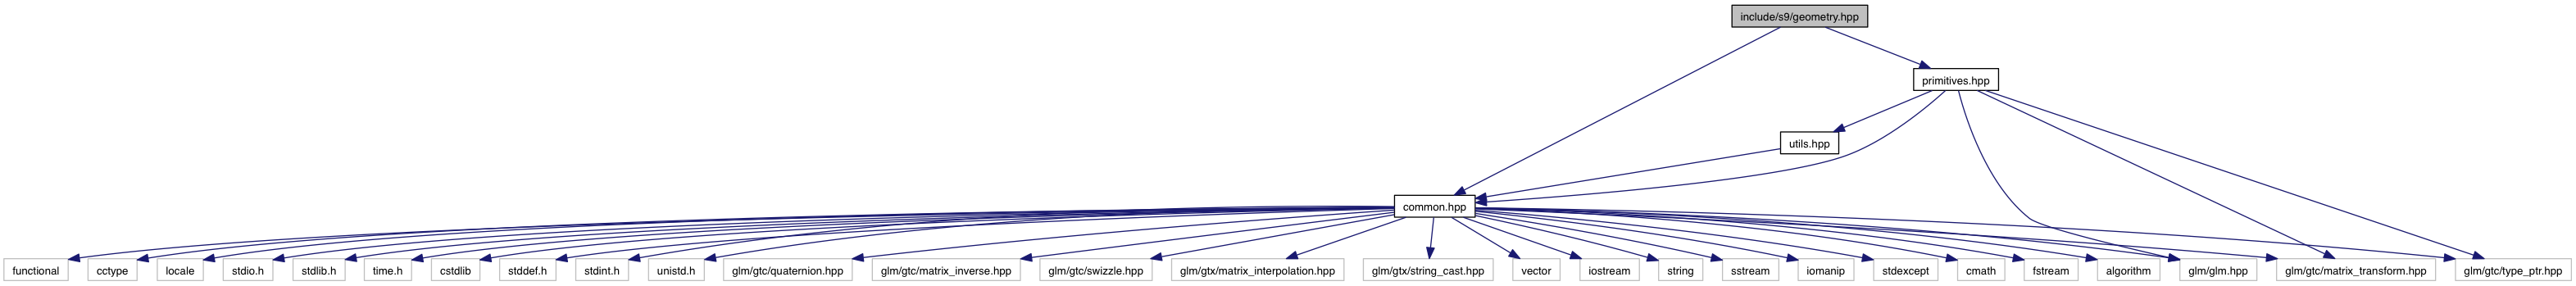 include/s9/geometry.hpp
primitives.hpp
utils.hpp
common.hpp
functional
cctype
locale
stdio.h
stdlib.h
time.h
cstdlib
stddef.h
stdint.h
unistd.h
glm/gtc/quaternion.hpp
glm/gtc/matrix_inverse.hpp
glm/gtc/swizzle.hpp
glm/gtx/matrix_interpolation.hpp
glm/gtx/string_cast.hpp
vector
iostream
string
sstream
iomanip
stdexcept
cmath
fstream
algorithm
glm/glm.hpp
glm/gtc/matrix_transform.hpp
glm/gtc/type_ptr.hpp